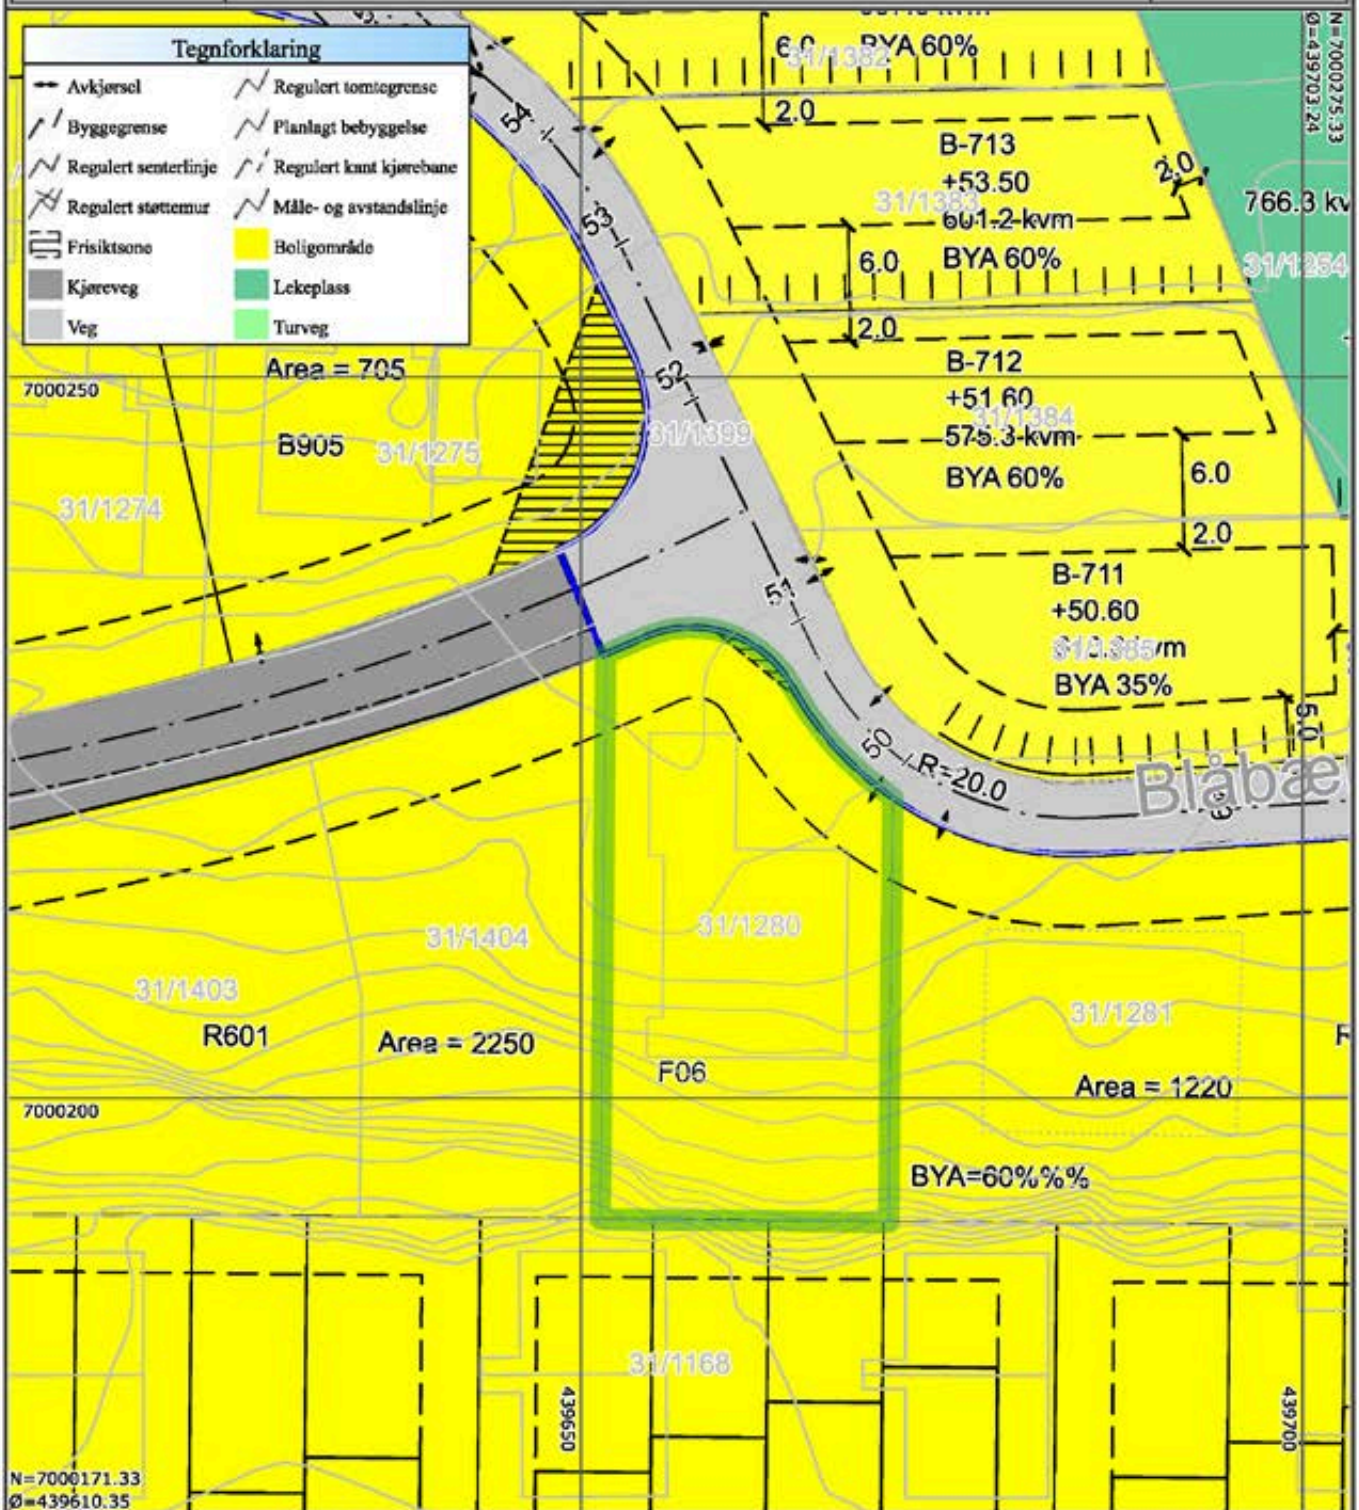 Tegnforklaring
Avkjørsel
Regulert tomtegrense
Byggegrense
Planlagt bebyggelse
Regulert senterlinje
Regulert kant kjørebane
Regulert støttemur
Måle- og avstandslinje
Frisiktsone
Boligområde
Kjøreveg
Lekeplass
Veg
Turveg
N=7000275.33
Ø=439703.24
6.0
BYA 60%
31/1382
2.0
54
B-713
+53.50
31/1383
601.2 kvm
BYA 60%
2.0
766.3
31/1254
53
6.0
2.0
52
B-712
+51.60
31/1384
575.3 kvm
BYA 60%
6.0
2.0
Area = 705
7000250
B905
31/1275
31/1274
31/1399
51
B-711
+50.60
31/1385
BYA 35%
5.0
50
R=20.0
49
31/1280
31/1404
31/1403
R601
Area = 2250
F06
31/1281
Area = 1220
7000200
BYA=60%%%
31/1168
439650
439700
N=7000171.33
Ø=439610.35